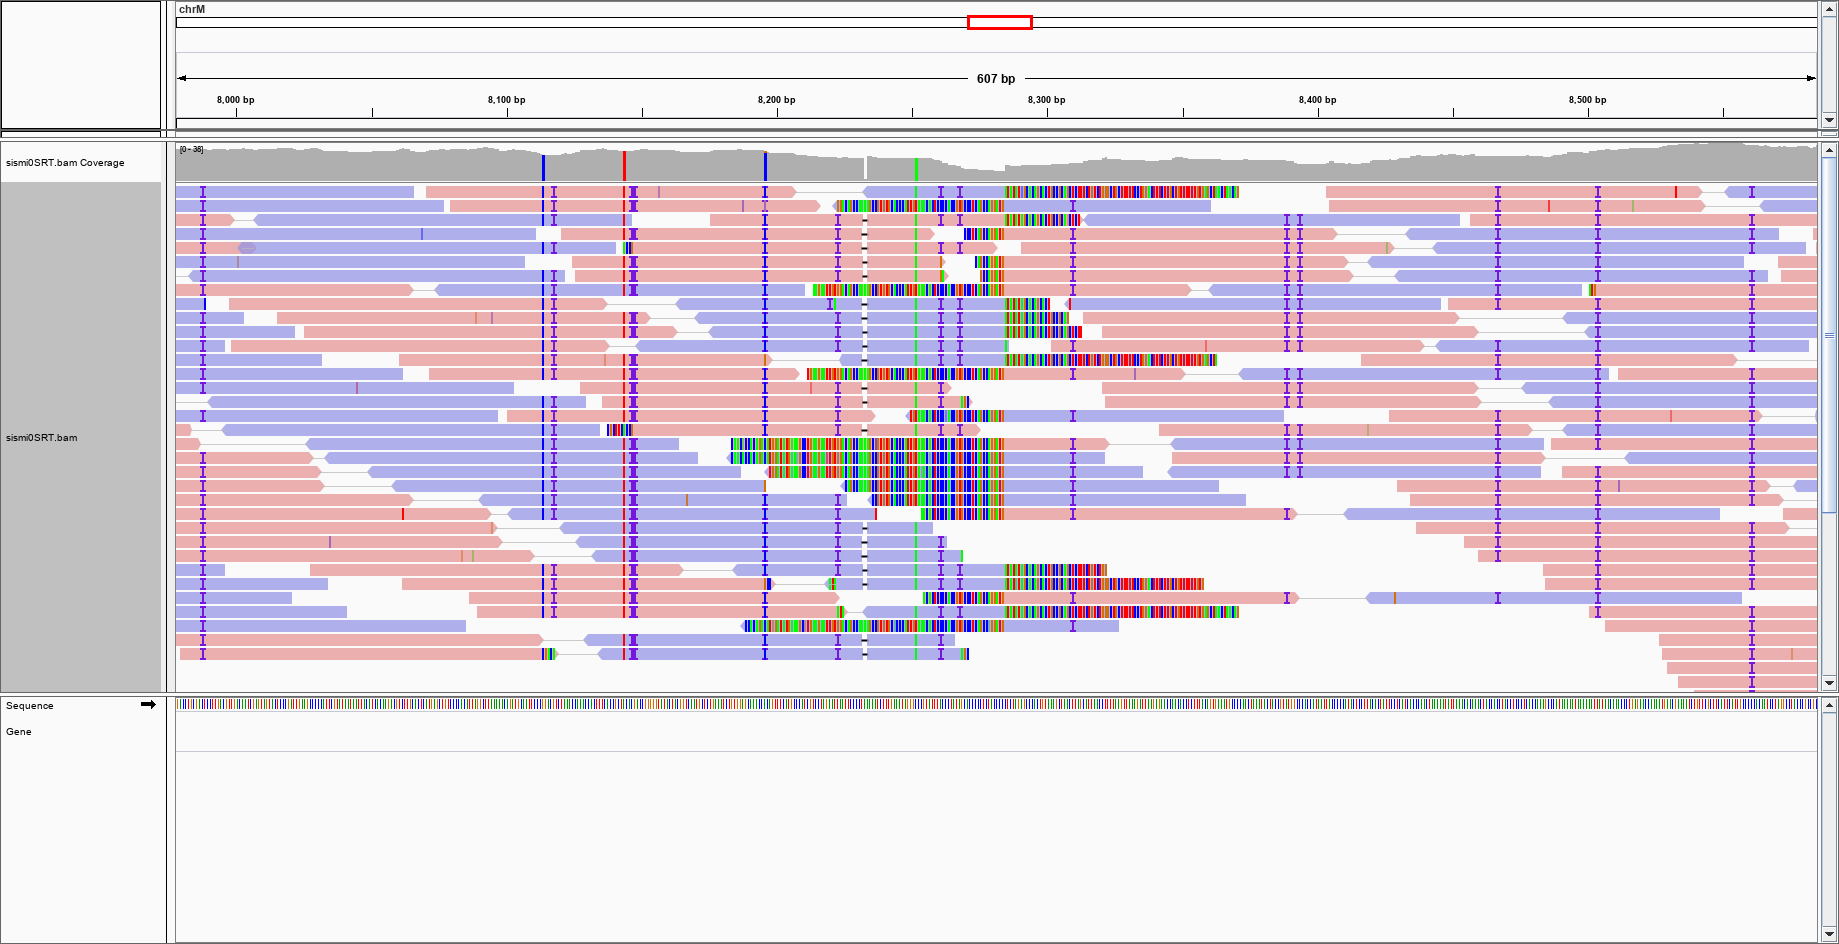 chrM
607 bp
8,000 bp 8,100 bp 8,200 bp 8,300 bp 8,400 bp 8,500 bp
[0 - 38]
sismi0SRT.bam Coverage
sismi0SRT.bam
Sequence
Gene